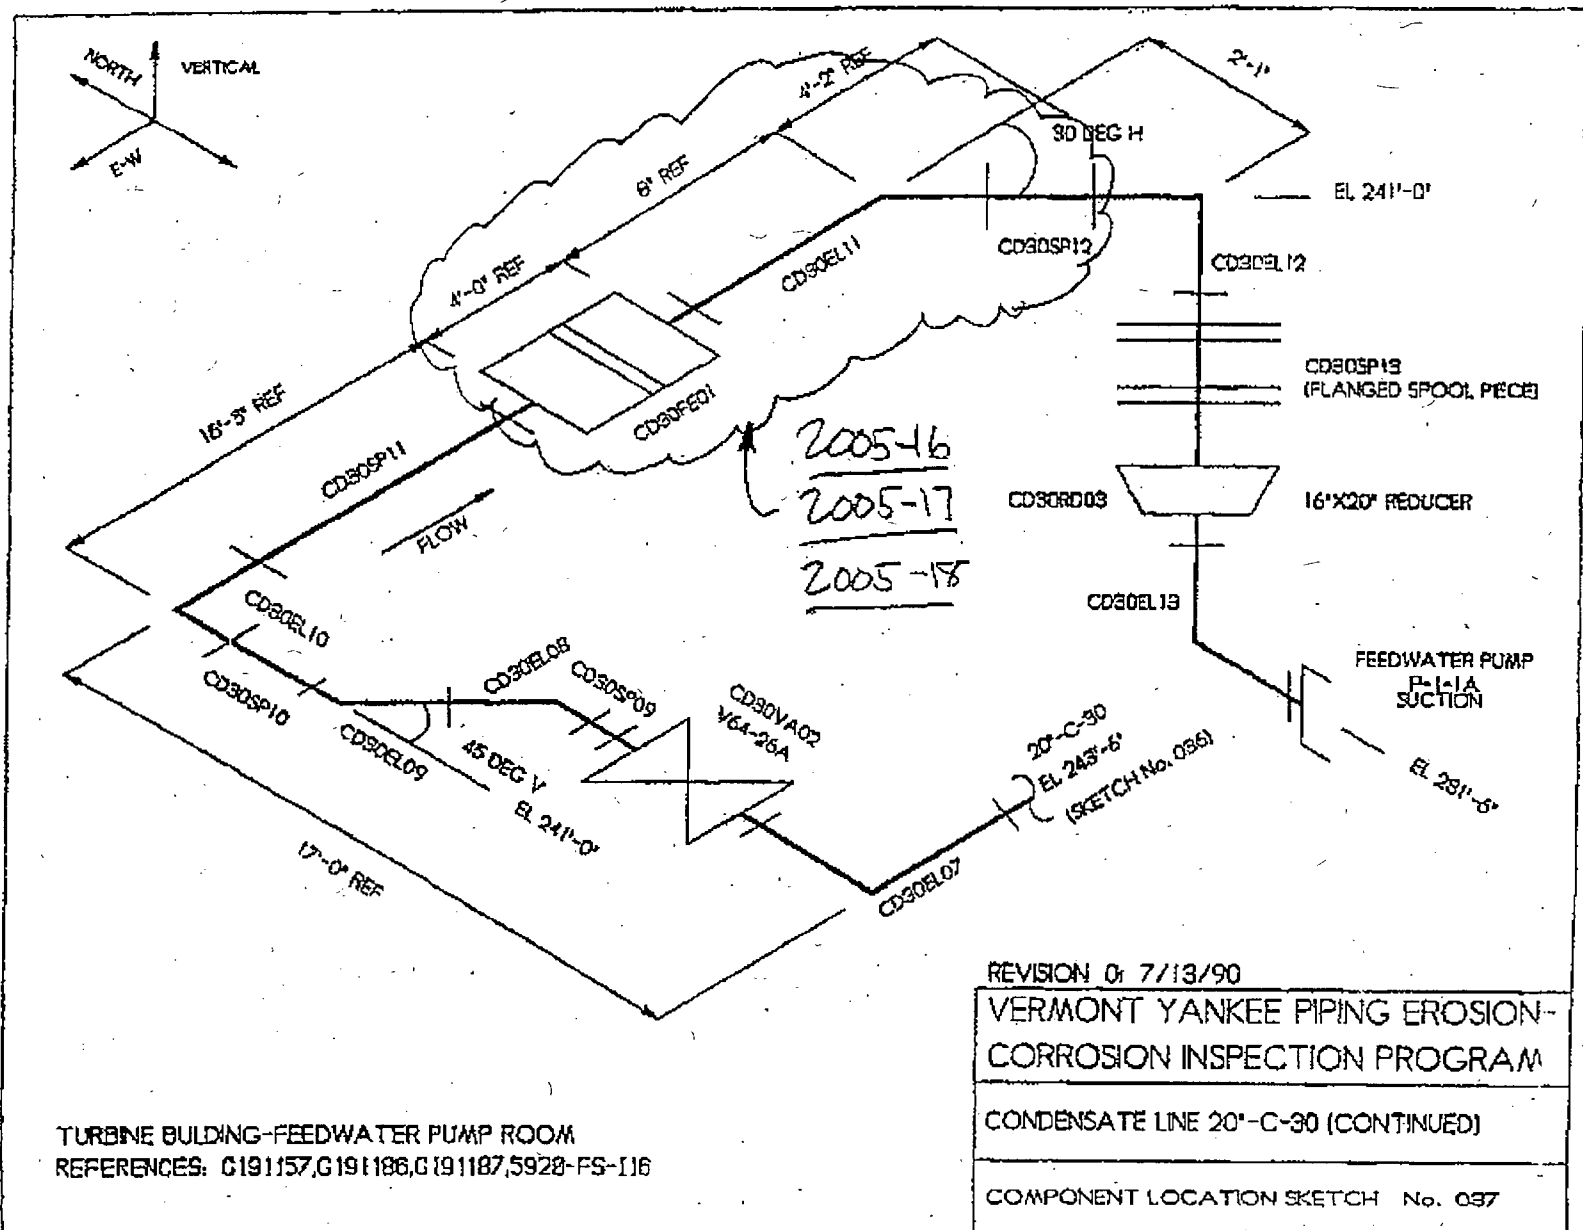 NORTH
VERTICAL
E-W
4'-2" REF
2'-1"
30 DEG H
8" REF
EL 241'-0"
4'-0" REF
CD30EL11
CD30SP12
CD30EL12
CD30SP13
(FLANGED SPOOL PIECE)
16'-3" REF
CD30FE01
CD30SP11
2005-16
2005-17
2005-18
CD30RD03
16"X20" REDUCER
FLOW
CD30EL10
CD30EL13
CD30EL08
CD30SP09
CD30VA02
V64-26A
FEEDWATER PUMP
P-1-1A
SUCTION
CD30SP10
CD30EL09
45 DEG V
EL 241'-0"
20"-C-30
EL 243'-6"
(SKETCH No. 036)
EL 231'-6"
17'-0" REF
CD30EL07
REVISION 0: 7/13/90
VERMONT YANKEE PIPING EROSION-
CORROSION INSPECTION PROGRAM
CONDENSATE LINE 20"-C-30 (CONTINUED)
COMPONENT LOCATION SKETCH No. 037
TURBINE BULDING-FEEDWATER PUMP ROOM
REFERENCES: G191157,G191186,G191187,5928-FS-I16